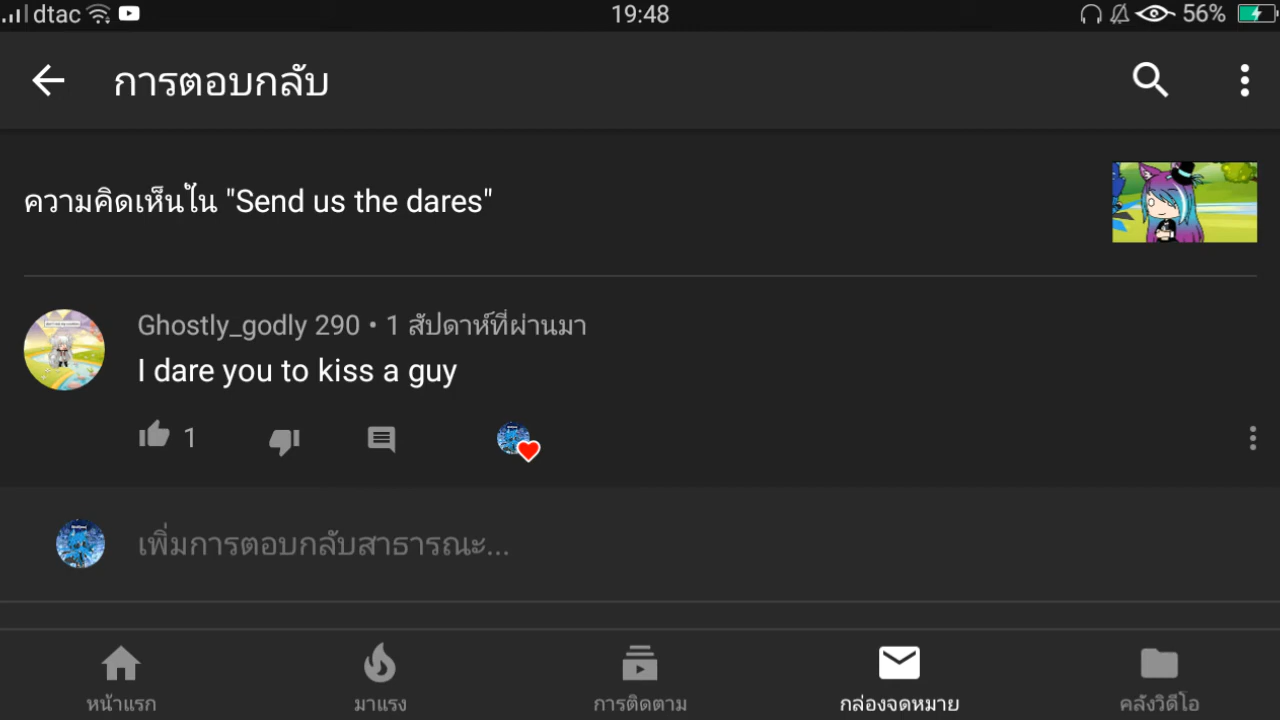 dtac 19:48 56%
การตอบกลับ
ความคิดเห็นใน "Send us the dares"
Ghostly_godly 290 • 1 สัปดาห์ที่ผ่านมา
I dare you to kiss a guy
1
เพิ่มการตอบกลับสาธารณะ...
หน้าแรก มาแรง การติดตาม กล่องจดหมาย คลังวิดีโอ